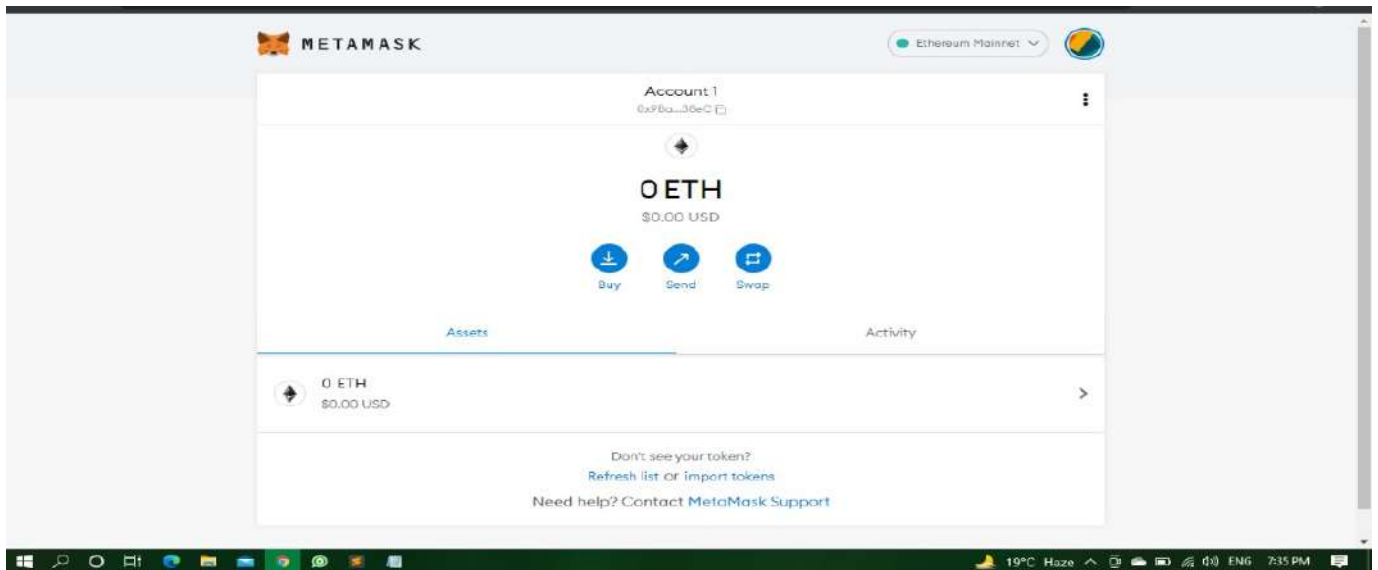 METAMASK
Ethereum Mainnet
Account 1
0 ETH
$0.00 USD
Buy Send Swap
Assets Activity
0 ETH
$0.00 USD
Don't see your token?
Refresh list or import tokens
Need help? Contact MetaMask Support
19°C Haze ENG 7:35 PM